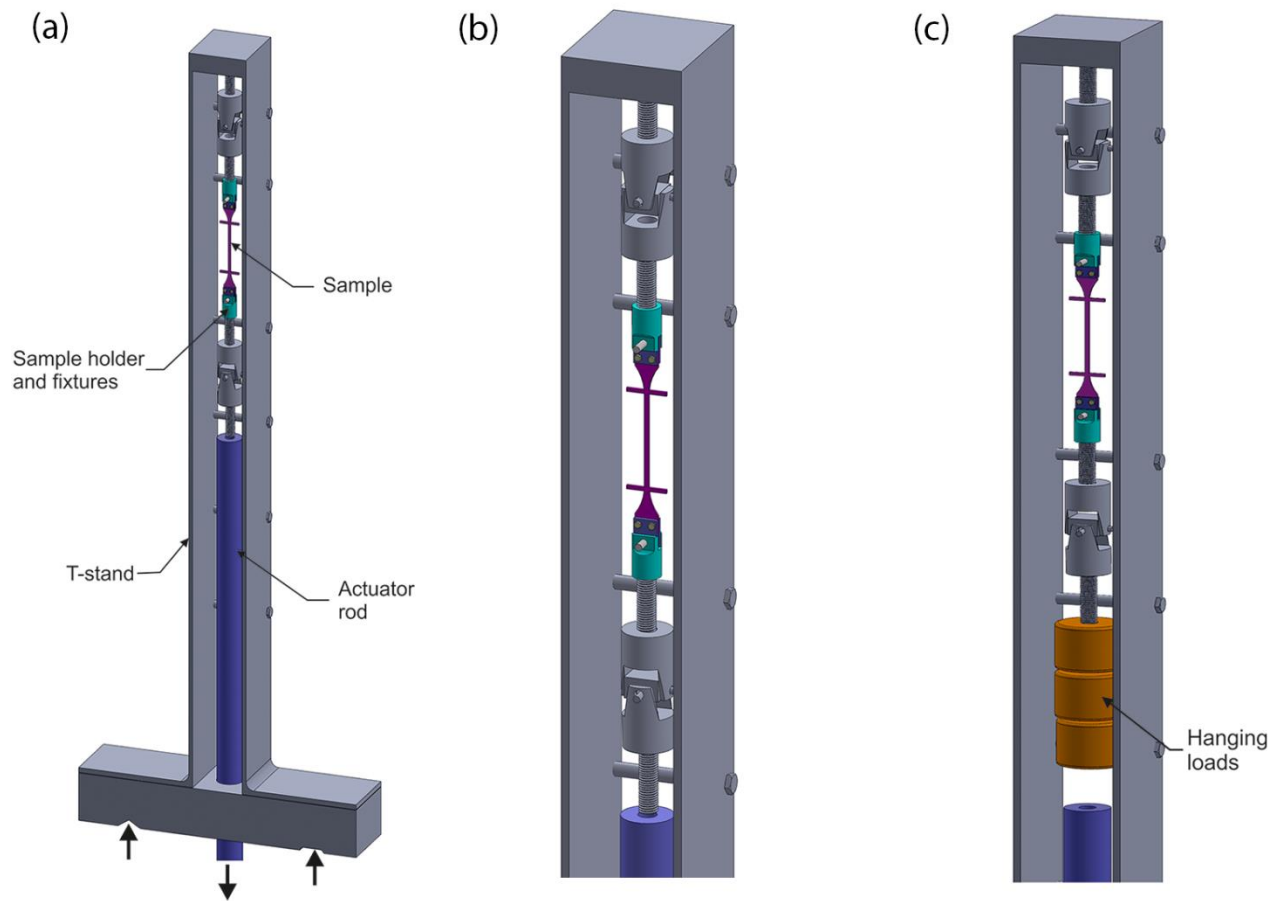 (a)
(b)
(c)
Sample
Sample holder
and fixtures
T-stand
Actuator
rod
Hanging
loads